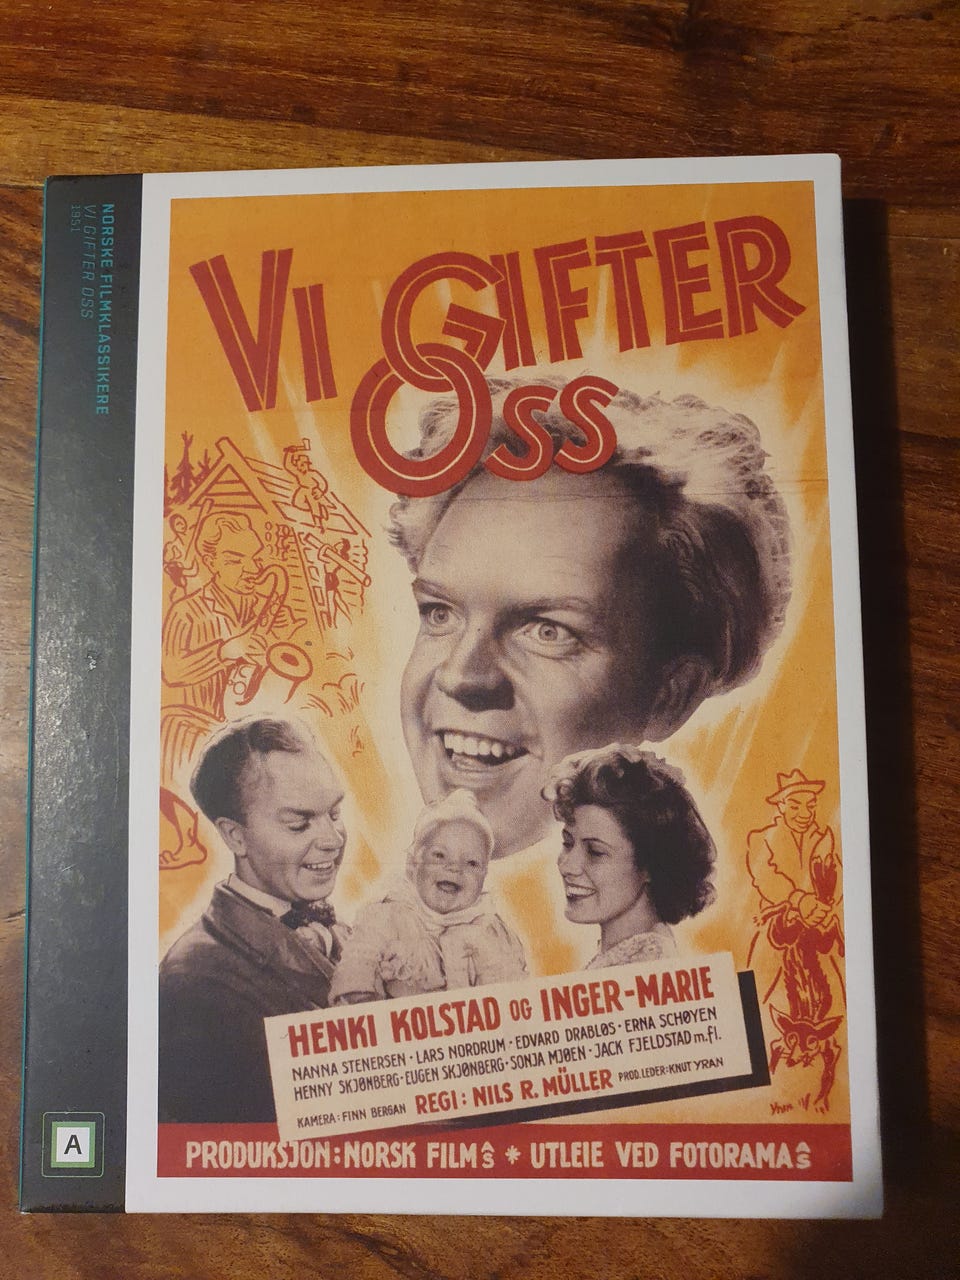 NORSKE FILMKLASSIKERE
VI GIFTER OSS
1951
VI GIFTER
OSS
HENKI KOLSTAD OG INGER-MARIE
NANNA STENERSEN · LARS NORDRUM · EDVARD DRABLØS · ERNA SCHØYEN
HENNY SKJØNBERG · EUGEN SKJØNBERG · SONJA MJØEN · JACK FJELDSTAD m.fl.
KAMERA: FINN BERGAN REGI: NILS R. MÜLLER PROD. LEDER: KNUT YRAN
Yran
PRODUKSJON: NORSK FILM A/S * UTLEIE VED FOTORAMA A/S
A